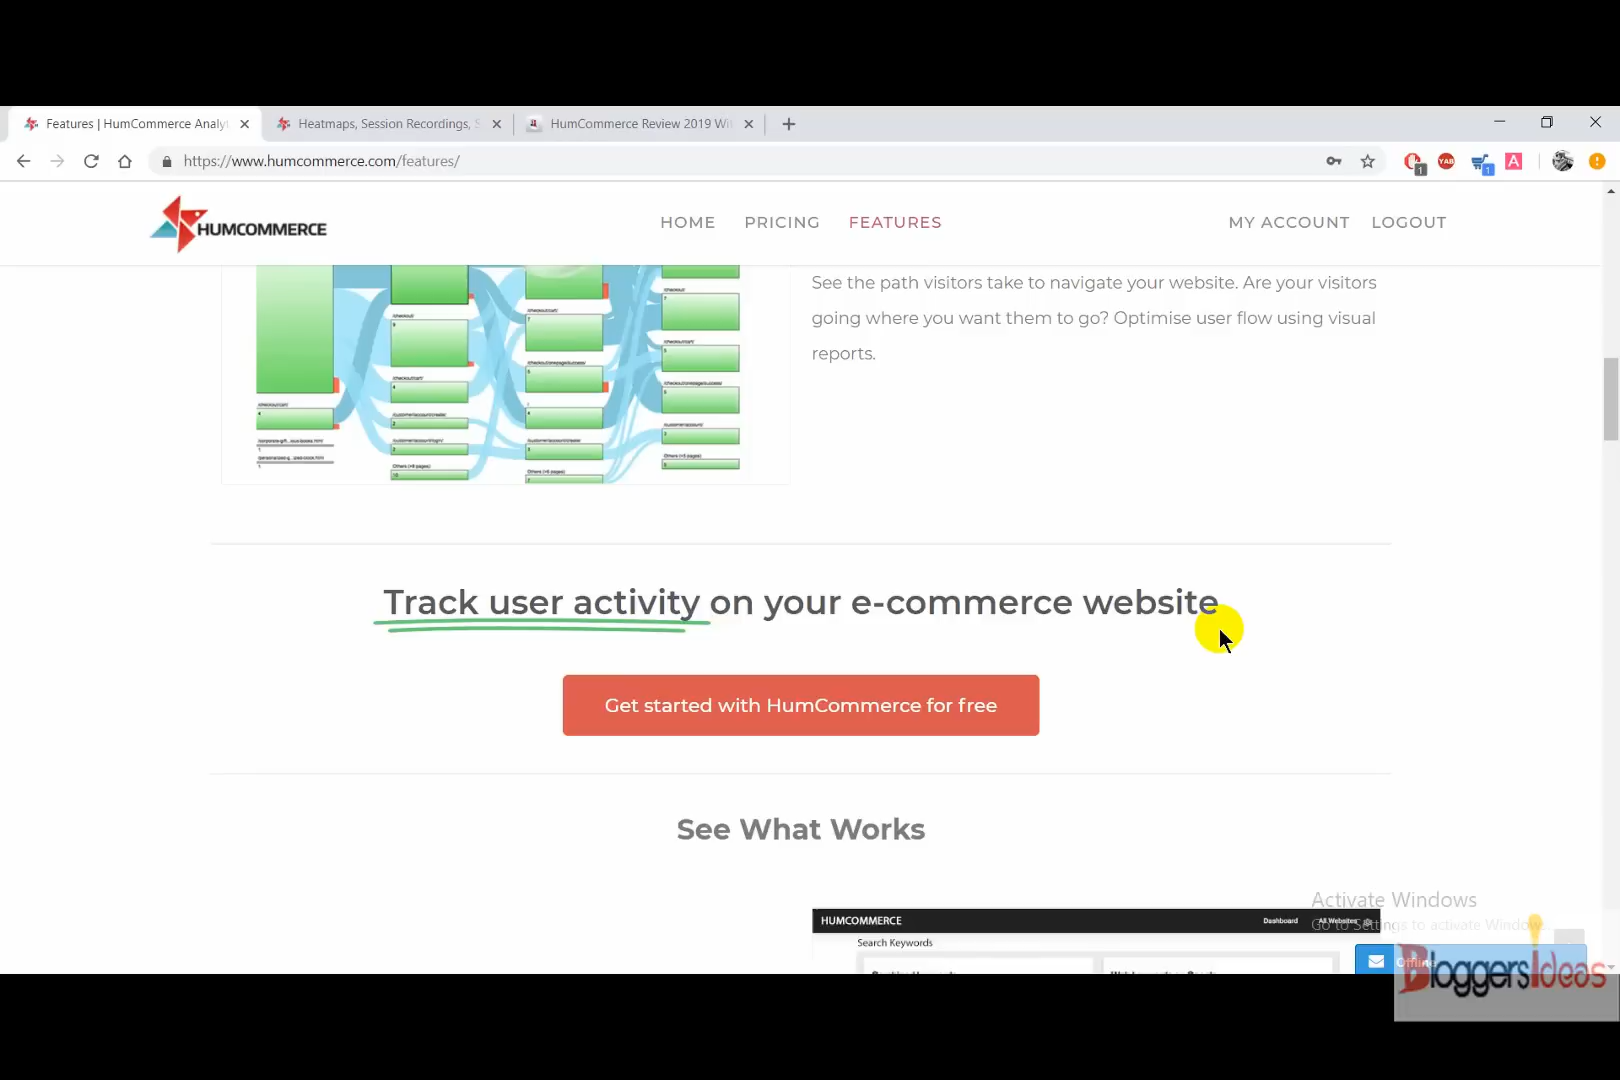 Features | HumCommerce Analy
Heatmaps, Session Recordings, S
HumCommerce Review 2019 Wit
https://www.humcommerce.com/features/
HUMCOMMERCE
HOME
PRICING
FEATURES
MY ACCOUNT
LOGOUT
See the path visitors take to navigate your website. Are your visitors
going where you want them to go? Optimise user flow using visual
reports.
Track user activity on your e-commerce website
Get started with HumCommerce for free
See What Works
HUMCOMMERCE
Dashboard
All Websites
Search Keywords
Activate Windows
Go to Settings to activate Windows.
BloggersIdeas